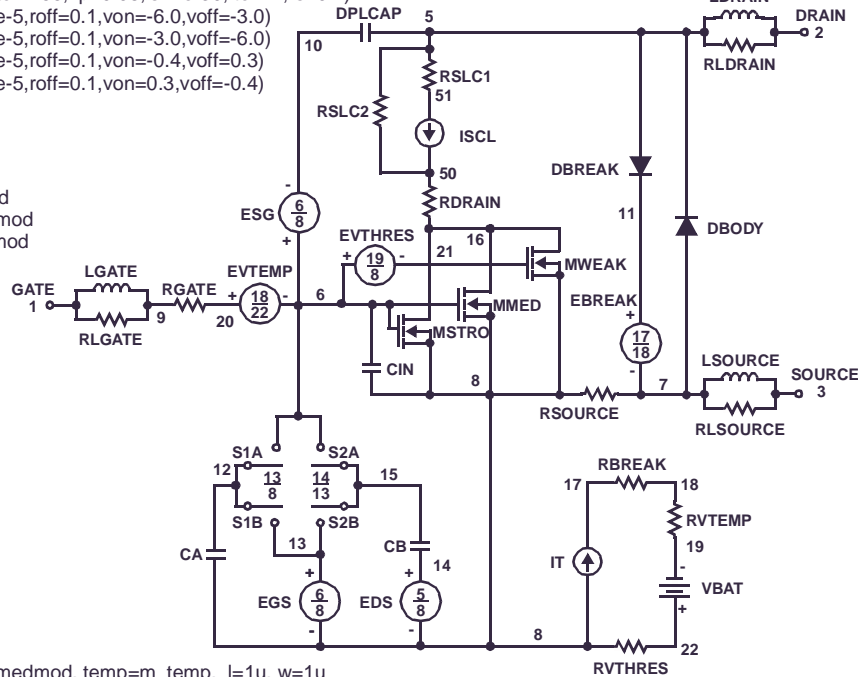 e-5,roff=0.1,von=-6.0,voff=-3.0)
e-5,roff=0.1,von=-3.0,voff=-6.0)
e-5,roff=0.1,von=-0.4,voff=0.3)
e-5,roff=0.1,von=0.3,voff=-0.4)
d
mod
mod
DPLCAP
5
DRAIN
2
10
RLDRAIN
RSLC1
51
RSLC2
ISCL
50
DBREAK
RDRAIN
11
DBODY
-
ESG
6
8
+
EVTHRES
+ 19 -
8
21
16
MWEAK
GATE
1
LGATE
RGATE
EVTEMP
+ 18 -
22
6
MMED
EBREAK
+
RLGATE
9
20
MSTRO
17
18
-
CIN
8
7
LSOURCE
SOURCE
3
RSOURCE
RLSOURCE
S1A
S2A
12
13
8
14
13
15
S1B
S2B
13
CA
CB
14
+
EGS
6
8
-
+
EDS
5
8
-
RBREAK
17
18
RVTEMP
19
IT
-
VBAT
+
8
22
RVTHRES
medmod, temp=m_temp, l=1u, w=1u